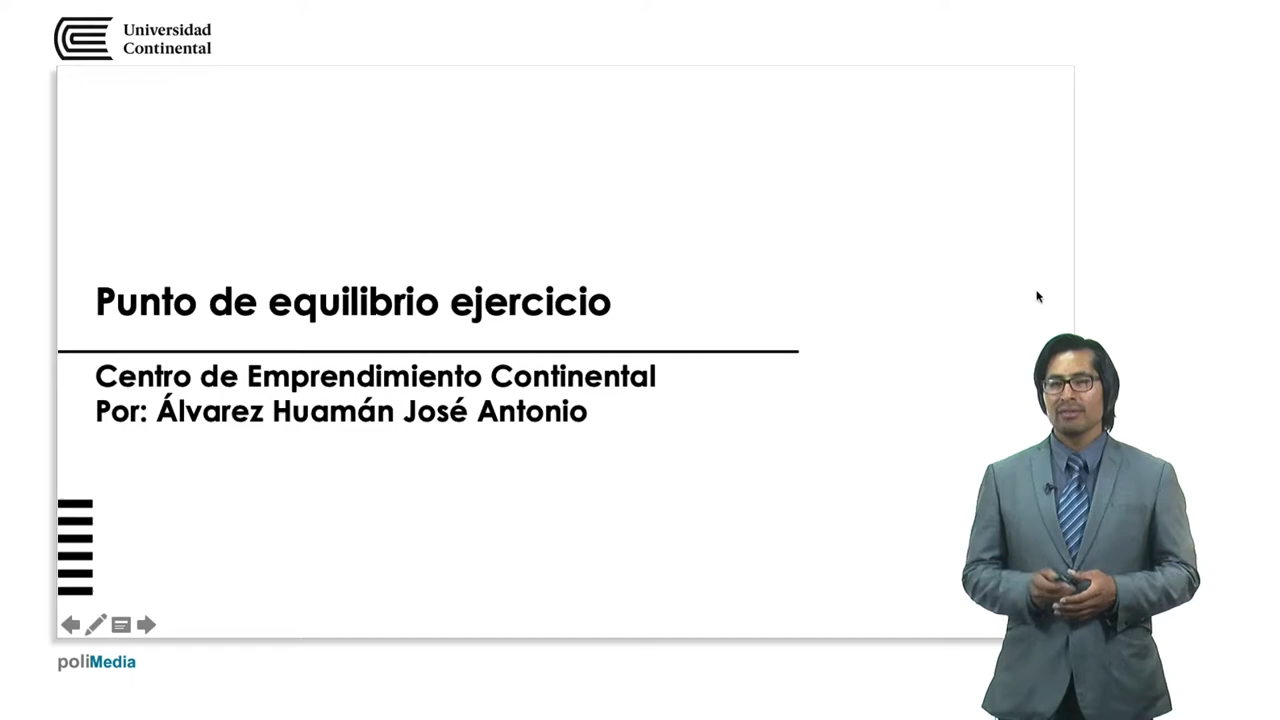 Universidad
Continental
Punto de equilibrio ejercicio
Centro de Emprendimiento Continental
Por: Álvarez Huamán José Antonio
poliMedia